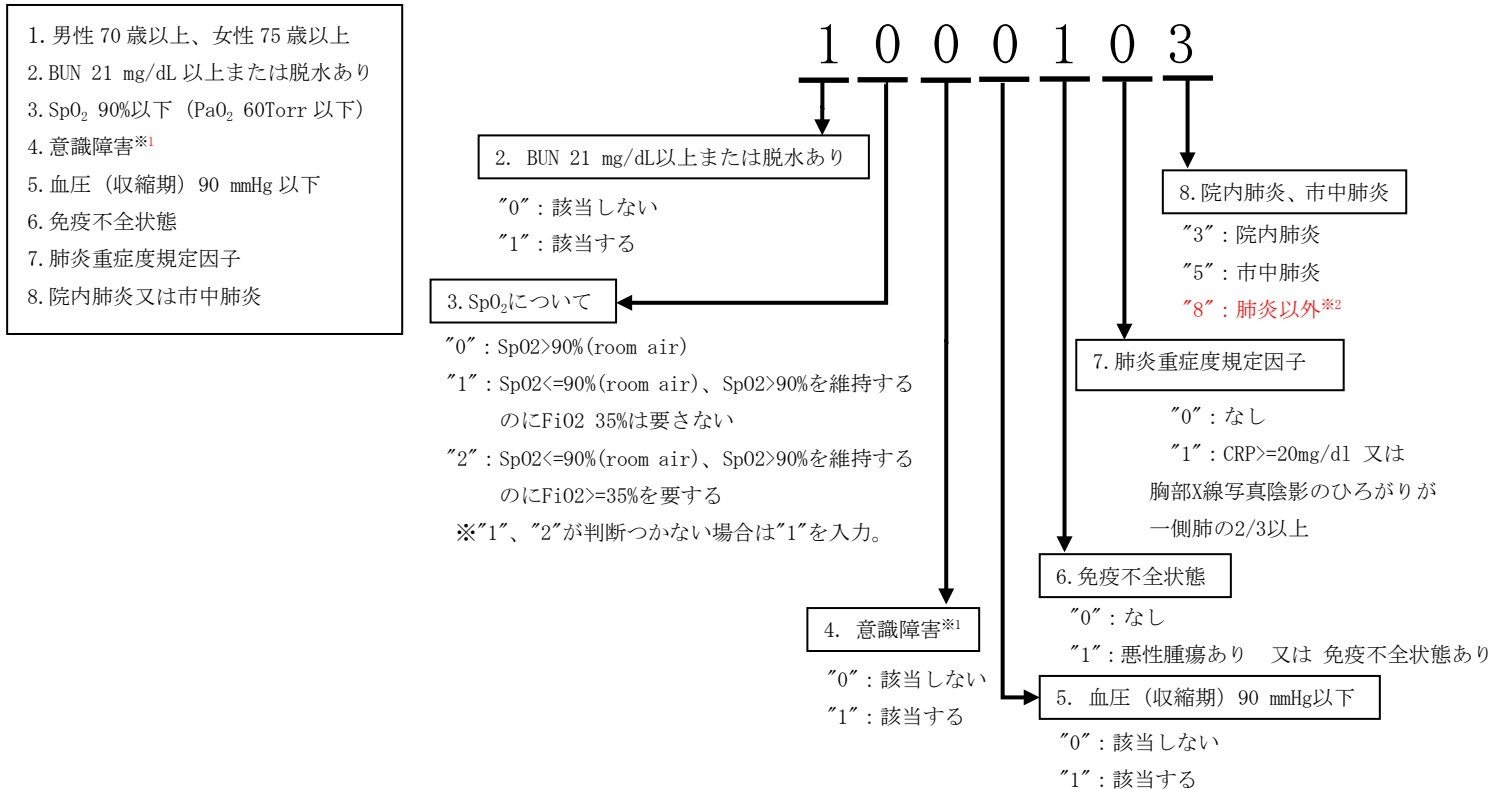 1.男性 70 歳以上、女性 75 歳以上
2.BUN 21 mg/dL 以上または脱水あり
3.SpO2 90%以下（PaO2 60Torr 以下）
4.意識障害※1
5.血圧（収縮期）90 mmHg 以下
6.免疫不全状態
7.肺炎重症度規定因子
8.院内肺炎又は市中肺炎
1 0 0 0 1 0 3
2. BUN 21 mg/dL以上または脱水あり
"0"：該当しない
"1"：該当する
3.SpO2について
"0"：SpO2>90%(room air)
"1"：SpO2<=90%(room air)、SpO2>90%を維持する
のにFiO2 35%は要さない
"2"：SpO2<=90%(room air)、SpO2>90%を維持する
のにFiO2>=35%を要する
※"1"、"2"が判断つかない場合は"1"を入力。
4. 意識障害※1
"0"：該当しない
"1"：該当する
8.院内肺炎、市中肺炎
"3"：院内肺炎
"5"：市中肺炎
"8"：肺炎以外※2
7.肺炎重症度規定因子
"0"：なし
"1"：CRP>=20mg/dl 又は
胸部X線写真陰影のひろがりが
一側肺の2/3以上
6.免疫不全状態
"0"：なし
"1"：悪性腫瘍あり　又は 免疫不全状態あり
5. 血圧（収縮期）90 mmHg以下
"0"：該当しない
"1"：該当する